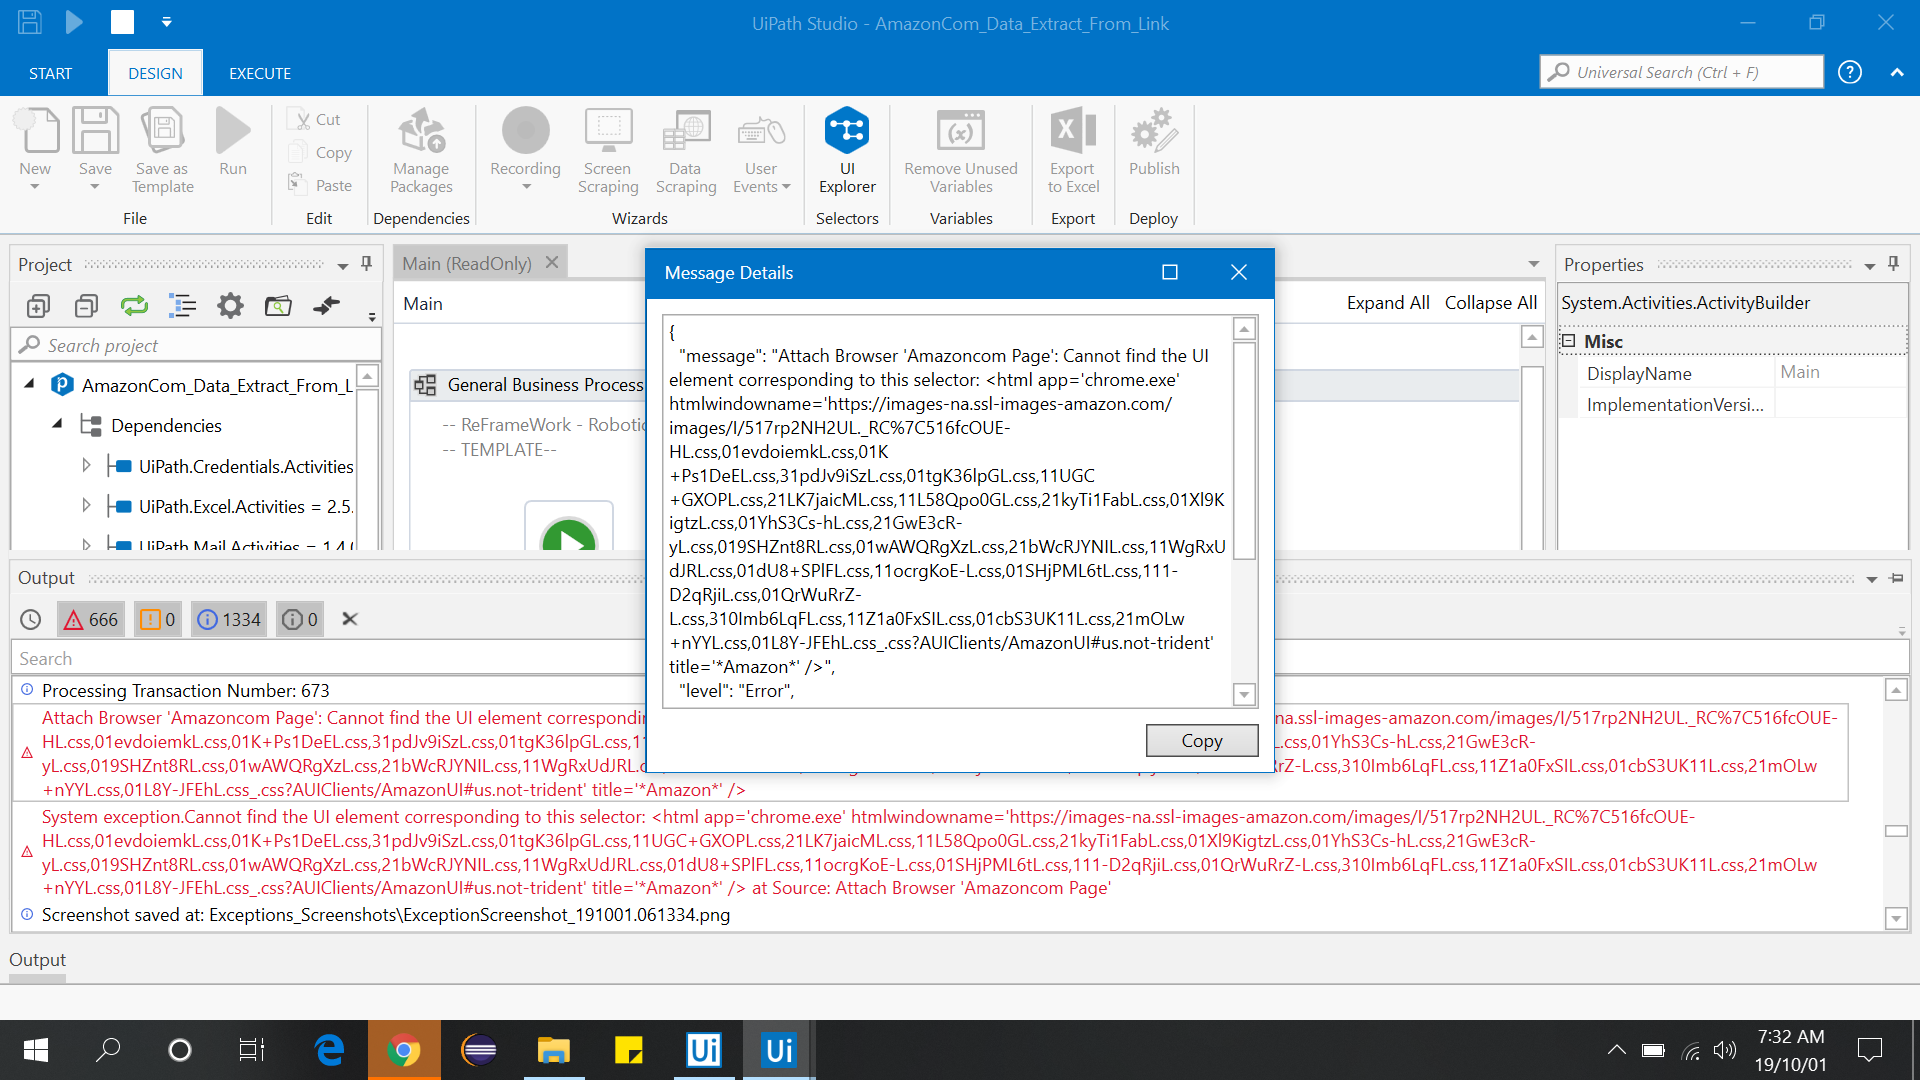 UiPath Studio - AmazonCom_Data_Extract_From_Link
START
DESIGN
EXECUTE
Universal Search (Ctrl + F)
?
New
Save
Save as
Template
Run
File
Cut
Copy
Paste
Edit
Manage
Packages
Dependencies
Recording
Screen
Scraping
Data
Scraping
User
Events
Wizards
UI
Explorer
Selectors
Remove Unused
Variables
Variables
Export
to Excel
Export
Publish
Deploy
Project
Search project
AmazonCom_Data_Extract_From_L
Dependencies
UiPath.Credentials.Activities
UiPath.Excel.Activities = 2.5.
UiPath.Mail.Activities = 1.4.
Main (ReadOnly)
Main
Expand All
Collapse All
General Business Process
-- ReFrameWork - Robotic
-- TEMPLATE--
Message Details
{
"message": "Attach Browser 'Amazoncom Page': Cannot find the UI
element corresponding to this selector: <html app='chrome.exe'
htmlwindowname='https://images-na.ssl-images-amazon.com/
images/I/517rp2NH2UL._RC%7C516fcOUE-
HL.css,01evdoiemkL.css,01K
+Ps1DeEL.css,31pdJv9iSzL.css,01tgK36lpGL.css,11UGC
+GXOPL.css,21LK7jaicML.css,11L58Qpo0GL.css,21kyTi1FabL.css,01Xl9K
igtzL.css,01YhS3Cs-hL.css,21GwE3cR-
yL.css,019SHZnt8RL.css,01wAWQRgXzL.css,21bWcRJYNIL.css,11WgRxU
dJRL.css,01dU8+SPlFL.css,11ocrgKoE-L.css,01SHjPML6tL.css,111-
D2qRjiL.css,01QrWuRrZ-
L.css,310Imb6LqFL.css,11Z1a0FxSIL.css,01cbS3UK11L.css,21mOLw
+nYYL.css,01L8Y-JFEhL.css_.css?AUIClients/AmazonUI#us.not-trident'
title='*Amazon*' />",
"level": "Error",
Copy
Properties
System.Activities.ActivityBuilder
Misc
DisplayName
Main
ImplementationVersi...
Output
666
0
1334
0
Search
Processing Transaction Number: 673
Attach Browser 'Amazoncom Page': Cannot find the UI element correspondin
na.ssl-images-amazon.com/images/I/517rp2NH2UL._RC%7C516fcOUE-
HL.css,01evdoiemkL.css,01K+Ps1DeEL.css,31pdJv9iSzL.css,01tgK36lpGL.css,1
L.css,01YhS3Cs-hL.css,21GwE3cR-
yL.css,019SHZnt8RL.css,01wAWQRgXzL.css,21bWcRJYNIL.css,11WgRxUdJRL.c
RrZ-L.css,310Imb6LqFL.css,11Z1a0FxSIL.css,01cbS3UK11L.css,21mOLw
+nYYL.css,01L8Y-JFEhL.css_.css?AUIClients/AmazonUI#us.not-trident' title='*Amazon*' />
System exception.Cannot find the UI element corresponding to this selector: <html app='chrome.exe' htmlwindowname='https://images-na.ssl-images-amazon.com/images/I/517rp2NH2UL._RC%7C516fcOUE-
HL.css,01evdoiemkL.css,01K+Ps1DeEL.css,31pdJv9iSzL.css,01tgK36lpGL.css,11UGC+GXOPL.css,21LK7jaicML.css,11L58Qpo0GL.css,21kyTi1FabL.css,01Xl9KigtzL.css,01YhS3Cs-hL.css,21GwE3cR-
yL.css,019SHZnt8RL.css,01wAWQRgXzL.css,21bWcRJYNIL.css,11WgRxUdJRL.css,01dU8+SPlFL.css,11ocrgKoE-L.css,01SHjPML6tL.css,111-D2qRjiL.css,01QrWuRrZ-L.css,310Imb6LqFL.css,11Z1a0FxSIL.css,01cbS3UK11L.css,21mOLw
+nYYL.css,01L8Y-JFEhL.css_.css?AUIClients/AmazonUI#us.not-trident' title='*Amazon*' /> at Source: Attach Browser 'Amazoncom Page'
Screenshot saved at: Exceptions_Screenshots\ExceptionScreenshot_191001.061334.png
Output
Ui
Ui
7:32 AM
19/10/01